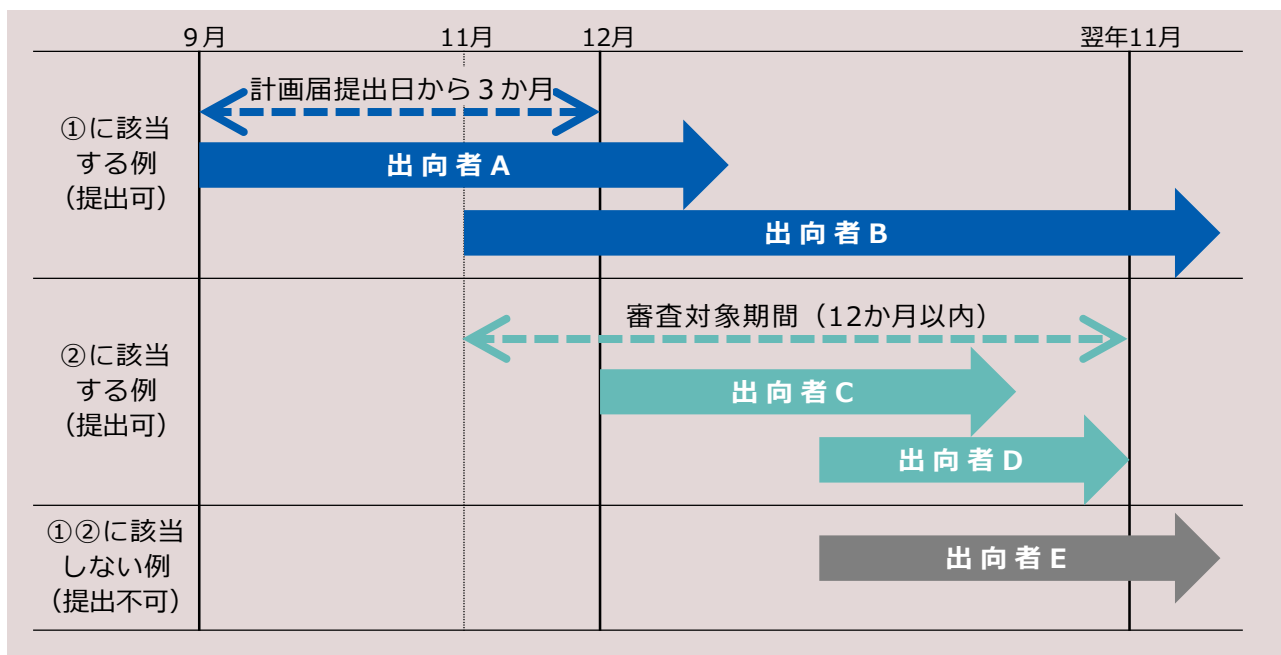 ９月
11月
12月
翌年11月
計画届提出日から３か月
①に該当
する例
（提出可）
出向者A
出向者B
審査対象期間（12か月以内）
②に該当
する例
（提出可）
出向者C
出向者D
①②に該当
しない例
（提出不可）
出向者E